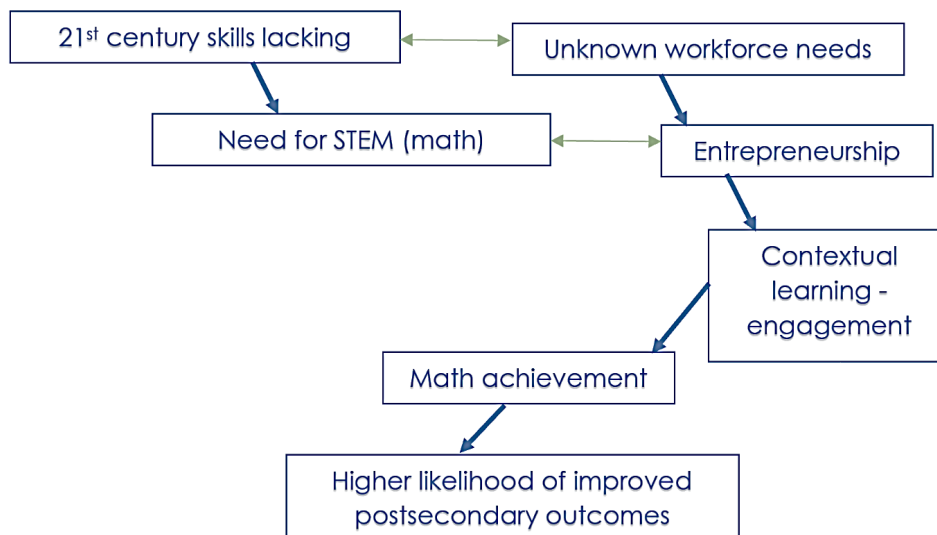 21st century skills lacking
Unknown workforce needs
Need for STEM (math)
Entrepreneurship
Contextual
learning -
engagement
Math achievement
Higher likelihood of improved
postsecondary outcomes